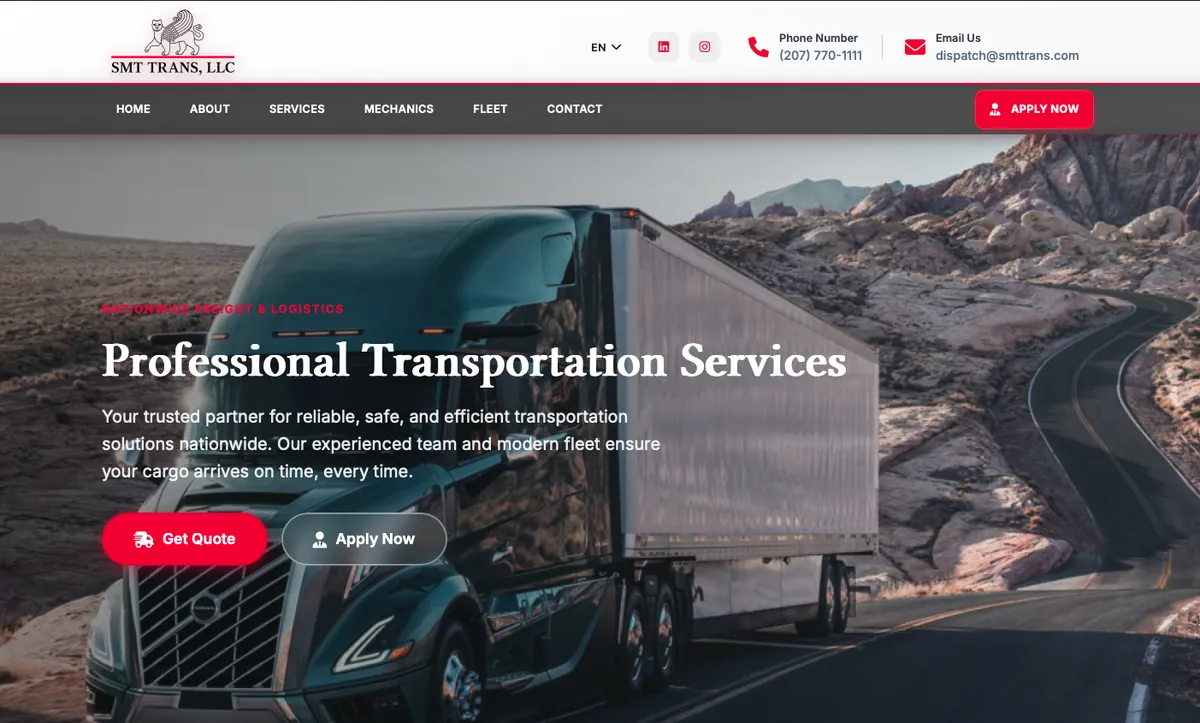 SMT TRANS, LLC
EN
Phone Number
(207) 770-1111
Email Us
dispatch@smttrans.com
HOME
ABOUT
SERVICES
MECHANICS
FLEET
CONTACT
APPLY NOW
NATIONWIDE FREIGHT & LOGISTICS
Professional Transportation Services
Your trusted partner for reliable, safe, and efficient transportation
solutions nationwide. Our experienced team and modern fleet ensure
your cargo arrives on time, every time.
Get Quote
Apply Now